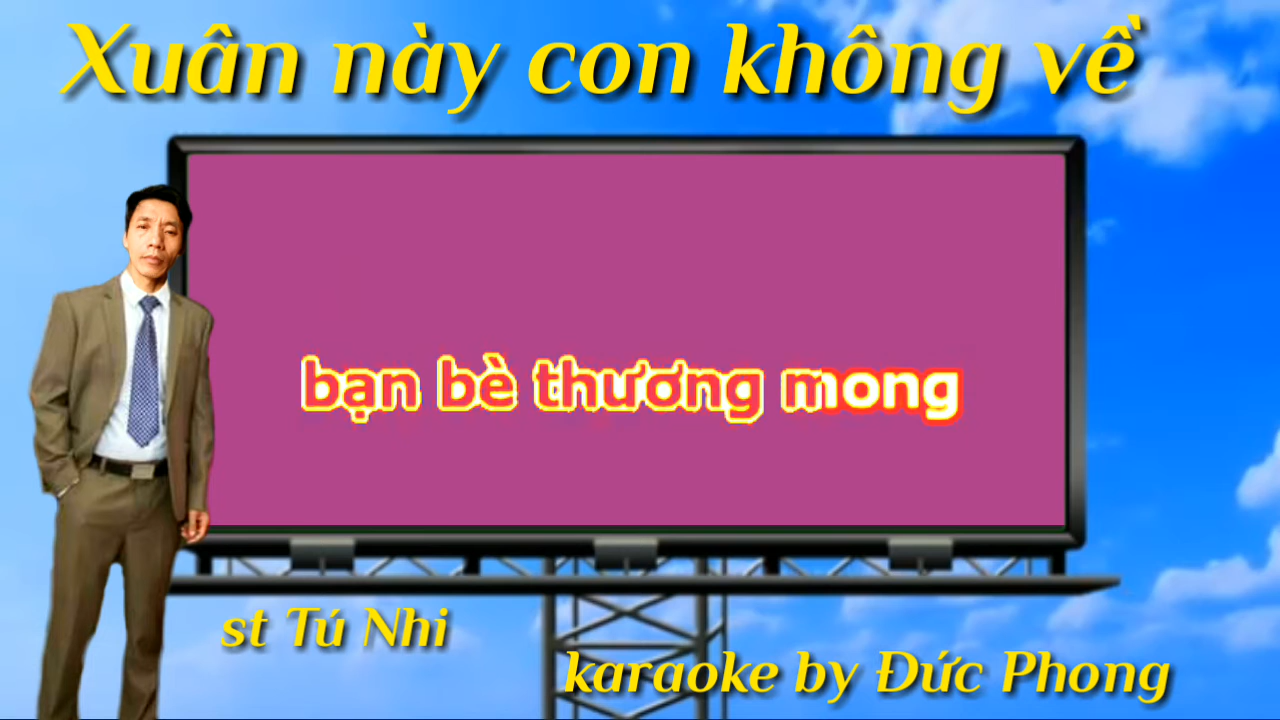 Xuân này con không về
bạn bè thương mong
st Tú Nhi
karaoke by Đức Phong